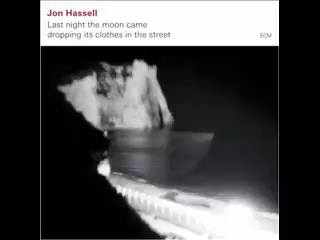 Jon Hassell
Last night the moon came
dropping its clothes in the street
ECM